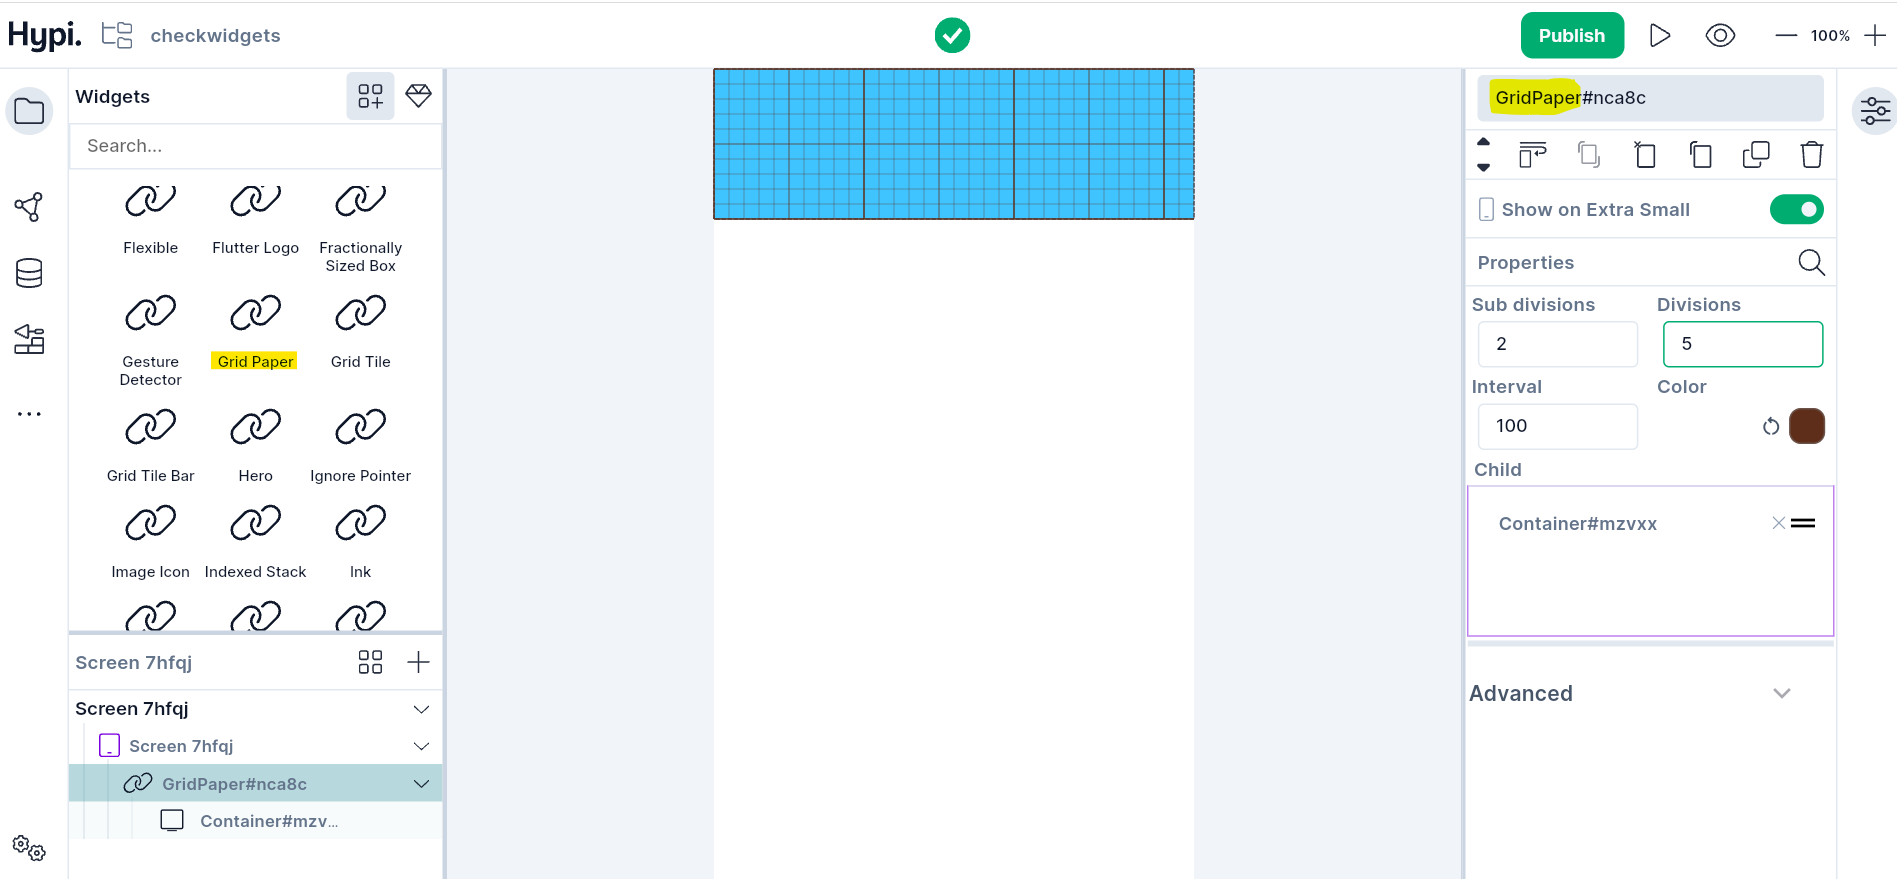 Hypi.
checkwidgets
Publish
100%
Widgets
Search...
Flexible
Flutter Logo
Fractionally
Sized Box
Gesture
Detector
Grid Paper
Grid Tile
Grid Tile Bar
Hero
Ignore Pointer
Image Icon
Indexed Stack
Ink
Screen 7hfqj
Screen 7hfqj
Screen 7hfqj
GridPaper#nca8c
Container#mzv...
GridPaper#nca8c
Show on Extra Small
Properties
Sub divisions
Divisions
2
5
Interval
Color
100
Child
Container#mzvxx
Advanced